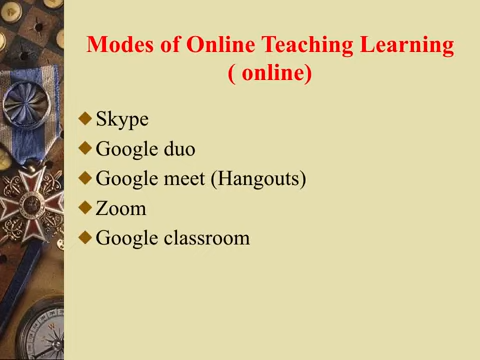 Modes of Online Teaching Learning
( online)
Skype
Google duo
Google meet (Hangouts)
Zoom
Google classroom